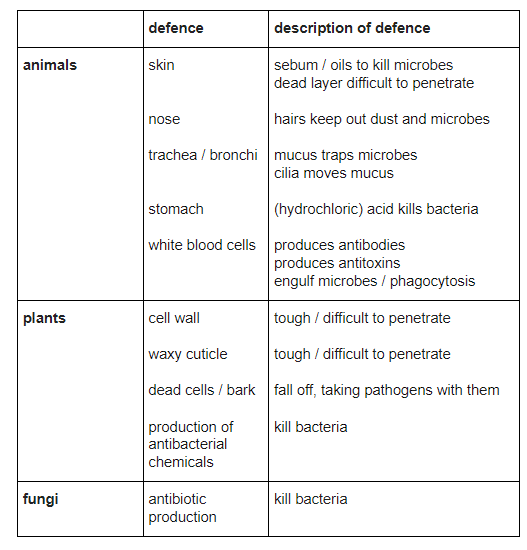 defence description of defence
animals skin sebum / oils to kill microbes
dead layer difficult to penetrate
nose hairs keep out dust and microbes
trachea / bronchi mucus traps microbes
cilia moves mucus
stomach (hydrochloric) acid kills bacteria
white blood cells produces antibodies
produces antitoxins
engulf microbes / phagocytosis
plants cell wall tough / difficult to penetrate
waxy cuticle tough / difficult to penetrate
dead cells / bark fall off, taking pathogens with them
production of kill bacteria
antibacterial
chemicals
fungi antibiotic kill bacteria
production